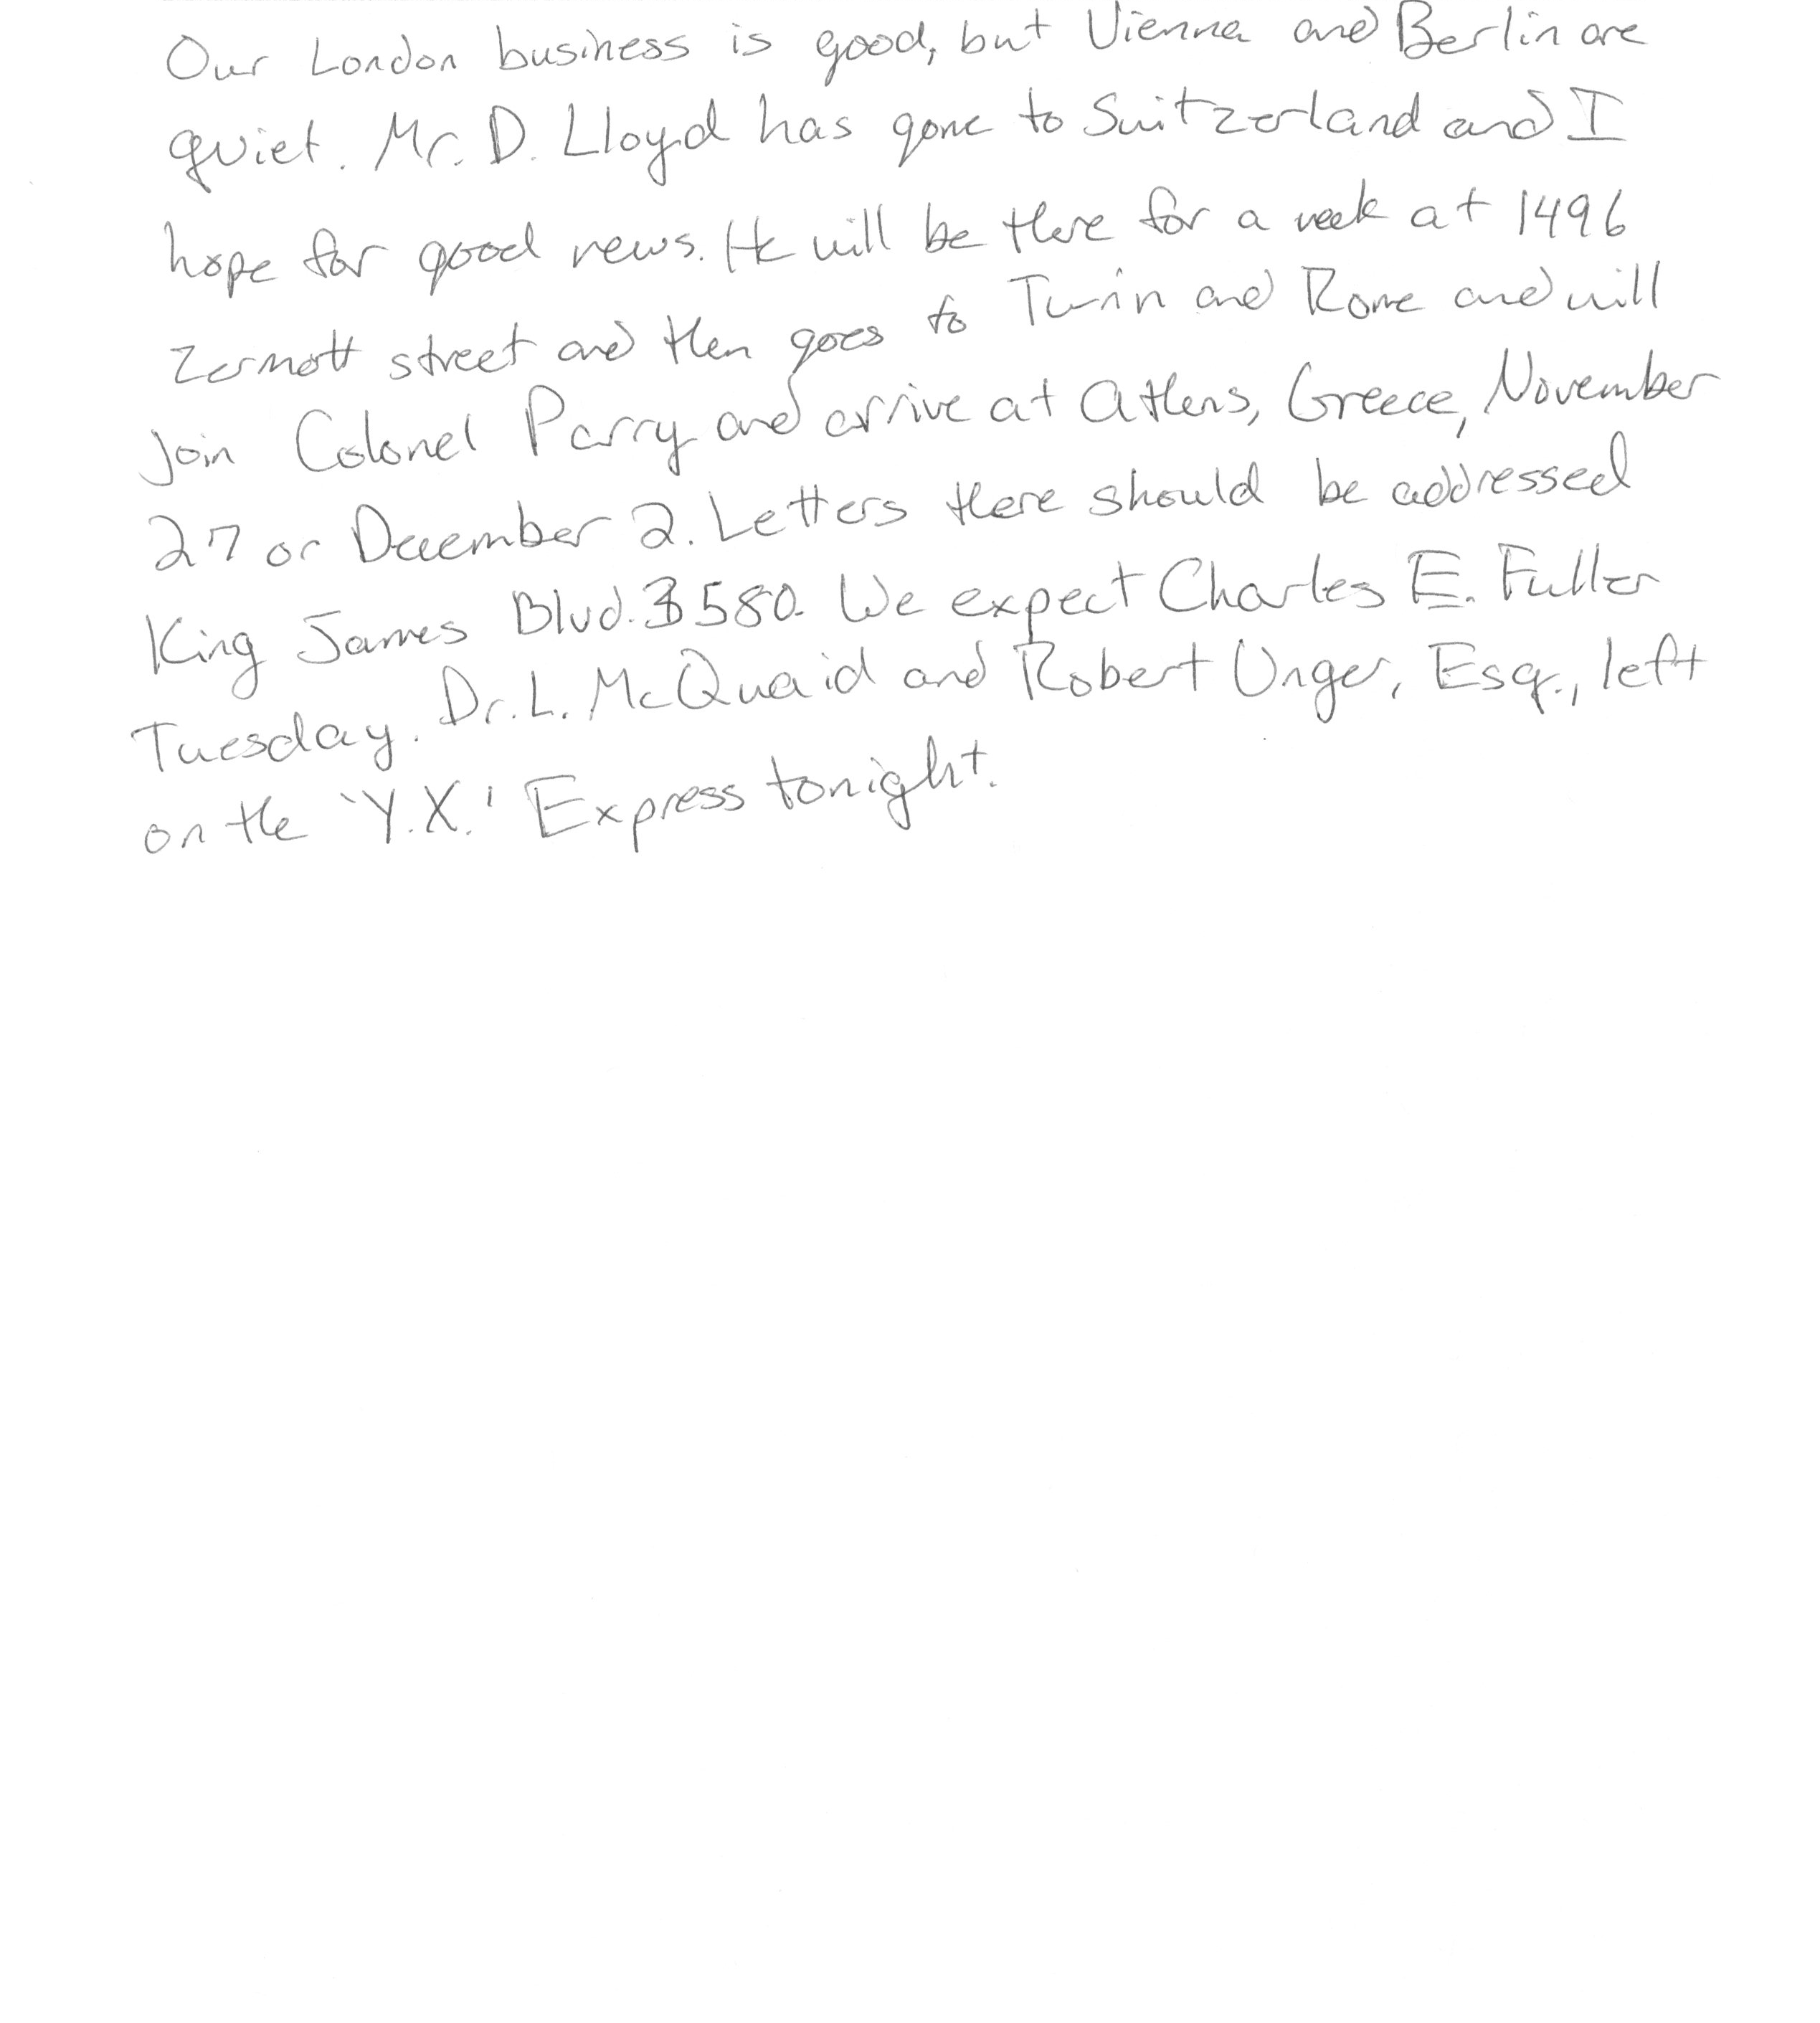 Our London business is good, but Vienna and Berlin are
quiet. Mr. D. Lloyd has gone to Switzerland and I
hope for good news. He will be there for a week at 1496
Zermott street and then goes to Turin and Rome and will
join Colonel Parry and arrive at Athens, Greece, November
27 or December 2. Letters there should be addressed
King James Blvd. 3580. We expect Charles E. Fuller
Tuesday. Dr. L. McQuaid and Robert Unger, Esq., left
on the 'Y.X.' Express tonight.